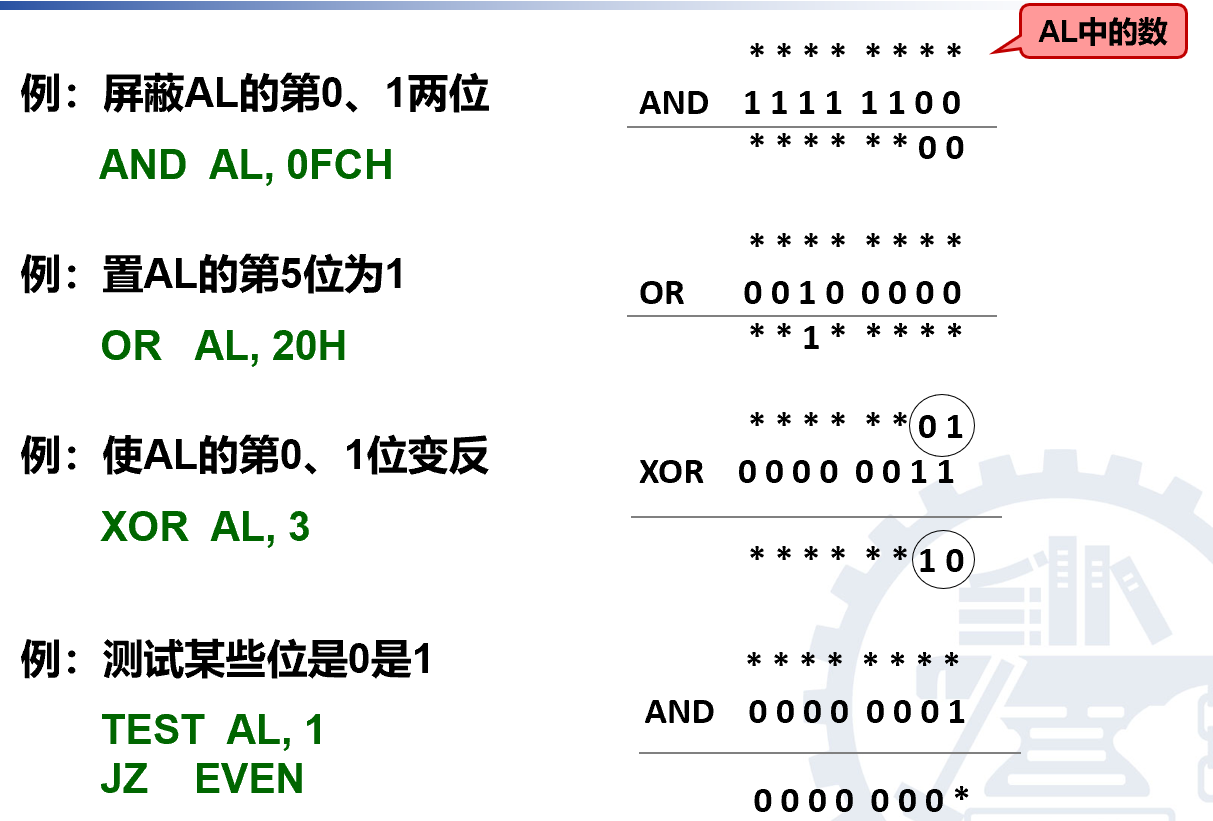 AL中的数
* * * * * * * *
例：屏蔽AL的第0、1两位
AND 1 1 1 1 1 1 0 0
* * * * * * 0 0
AND AL, 0FCH
* * * * * * * *
例：置AL的第5位为1
OR 0 0 1 0 0 0 0 0
* * 1 * * * * *
OR AL, 20H
* * * * * * 0 1
例：使AL的第0、1位变反
XOR 0 0 0 0 0 0 1 1
XOR AL, 3
* * * * * * 1 0
例：测试某些位是0是1
* * * * * * * *
AND 0 0 0 0 0 0 0 1
TEST AL, 1
JZ EVEN
0 0 0 0 0 0 0 *